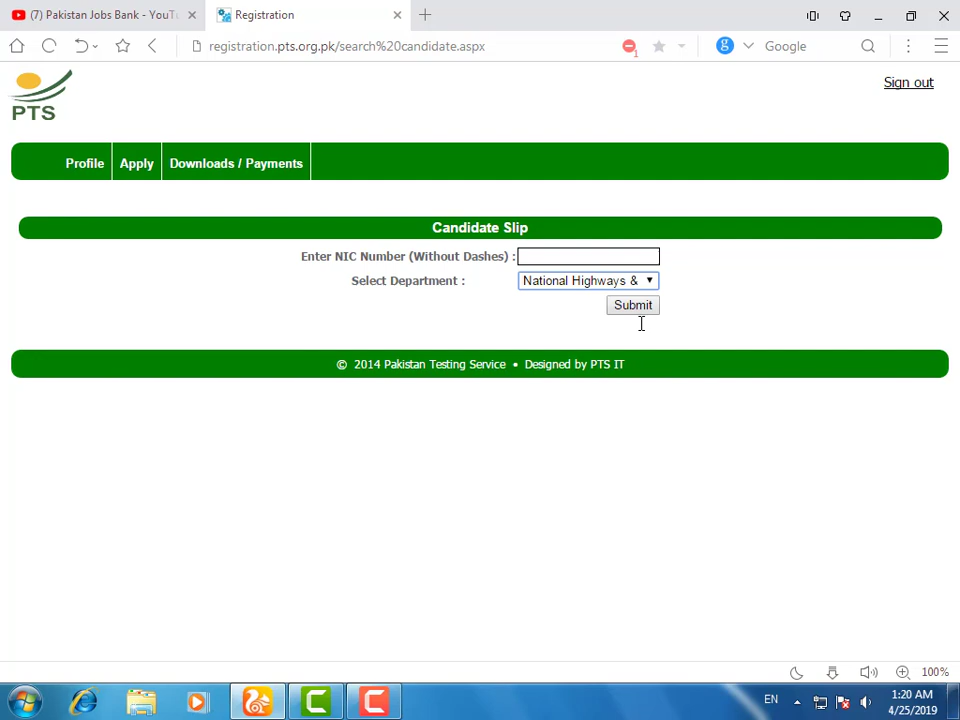 (7) Pakistan Jobs Bank - YouTu
Registration
registration.pts.org.pk/search%20candidate.aspx
1
g
Google
PTS
Sign out
Profile
Apply
Downloads / Payments
Candidate Slip
Enter NIC Number (Without Dashes) :
Select Department :
National Highways &
Submit
© 2014 Pakistan Testing Service • Designed by PTS IT
100%
EN
1:20 AM
4/25/2019